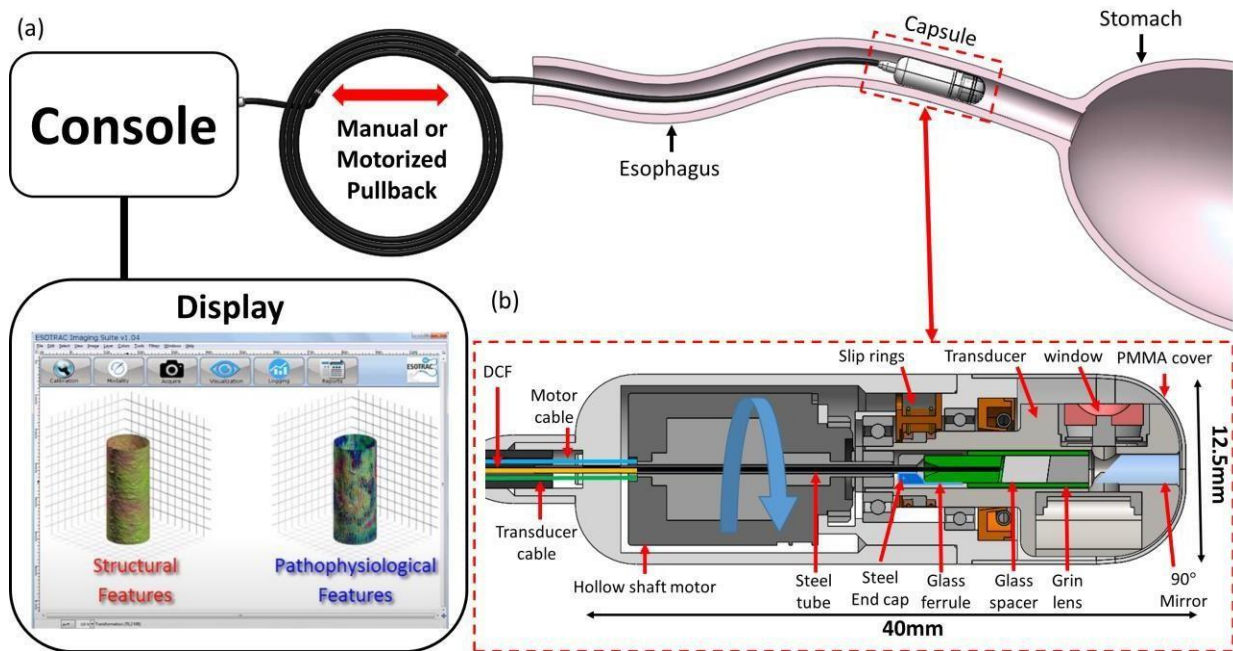 (a)
Console
Manual or
Motorized
Pullback
Capsule
Stomach
Esophagus
Display
ESOTRAC Imaging Suite v1.04
Calibration
Modality
Acquire
Visualization
Logging
Reports
ESOTRAC
Structural
Features
Pathophysiological
Features
(b)
DCF
Motor
cable
Slip rings
Transducer
window
PMMA cover
12.5mm
Transducer
cable
Hollow shaft motor
Steel
tube
Steel
End cap
Glass
ferrule
Glass
spacer
Grin
lens
90°
Mirror
40mm